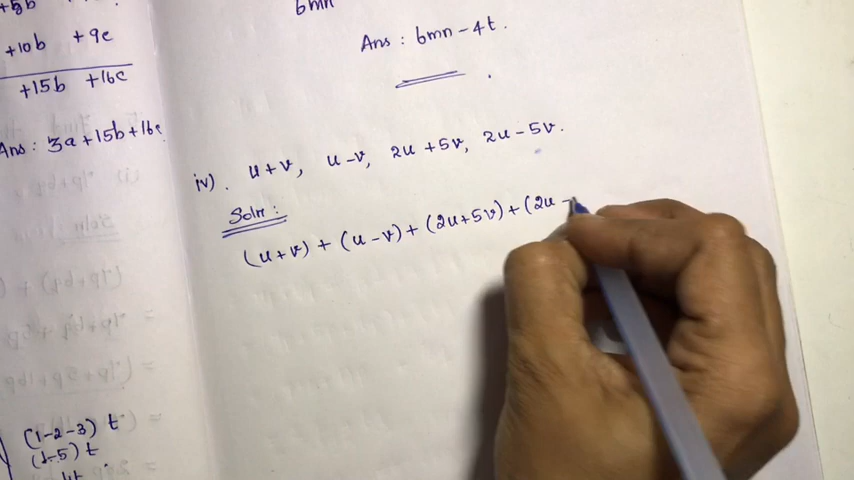 +5b
+10b +9c
+15b +16c
Ans : 3a+15b+16c
(1-2-3) t
(1-5) t
6mn
Ans : 6mn - 4t.
iv). u+v, u-v, 2u+5v, 2u-5v.
Soln :
(u+v) + (u-v) + (2u+5v) + (2u -